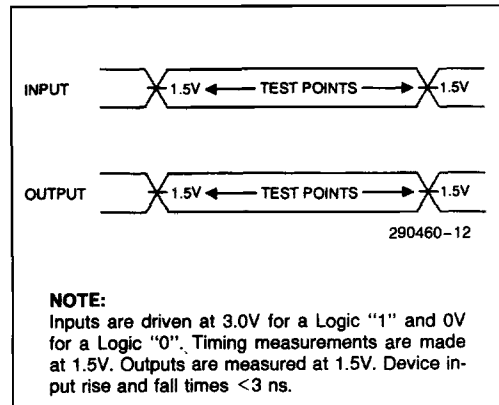 INPUT 1.5V TEST POINTS 1.5V
OUTPUT 1.5V TEST POINTS 1.5V
290460-12
NOTE:
Inputs are driven at 3.0V for a Logic "1" and 0V
for a Logic "0". Timing measurements are made
at 1.5V. Outputs are measured at 1.5V. Device in-
put rise and fall times <3 ns.